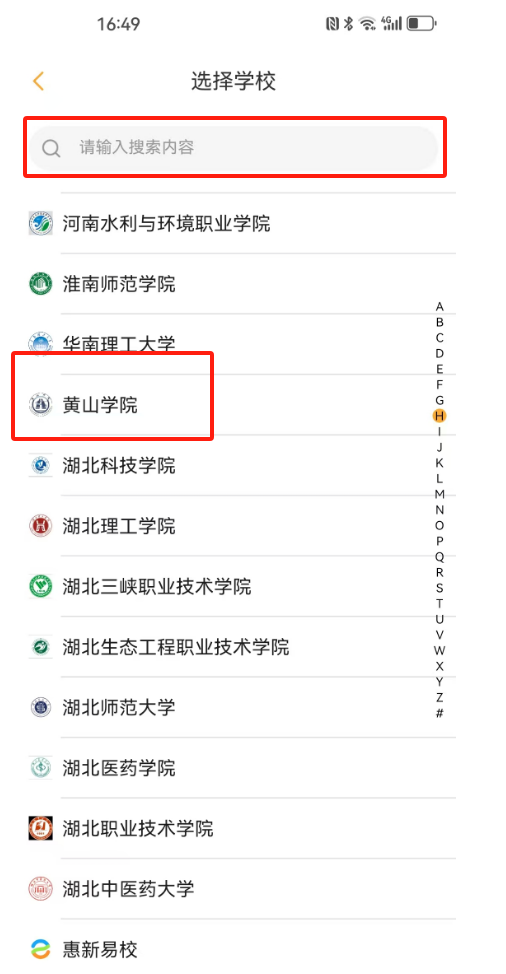 16:49
4G
选择学校
请输入搜索内容
河南水利与环境职业学院
淮南师范学院
华南理工大学
黄山学院
湖北科技学院
湖北理工学院
湖北三峡职业技术学院
湖北生态工程职业技术学院
湖北师范大学
湖北医药学院
湖北职业技术学院
湖北中医药大学
惠新易校
A
B
C
D
E
F
G
H
I
J
K
L
M
N
O
P
Q
R
S
T
U
V
W
X
Y
Z
#